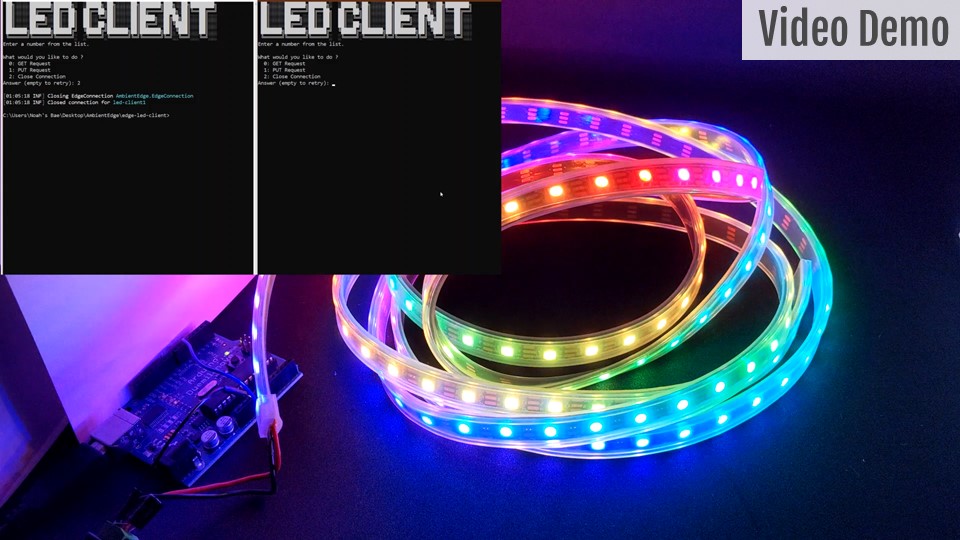 LED CLIENT
Enter a number from the list.
What would you like to do ?
0: GET Request
1: PUT Request
2: Close Connection
Answer (empty to retry): 2
[01:05:18 INF] Closing EdgeConnection AmbientEdge.EdgeConnection
[01:05:18 INF] Closed connection for led-client1
C:\Users\Noah's Bae\Desktop\AmbientEdge\edge-led-client>
LED CLIENT
Enter a number from the list.
What would you like to do ?
0: GET Request
1: PUT Request
2: Close Connection
Answer (empty to retry): _
Video Demo